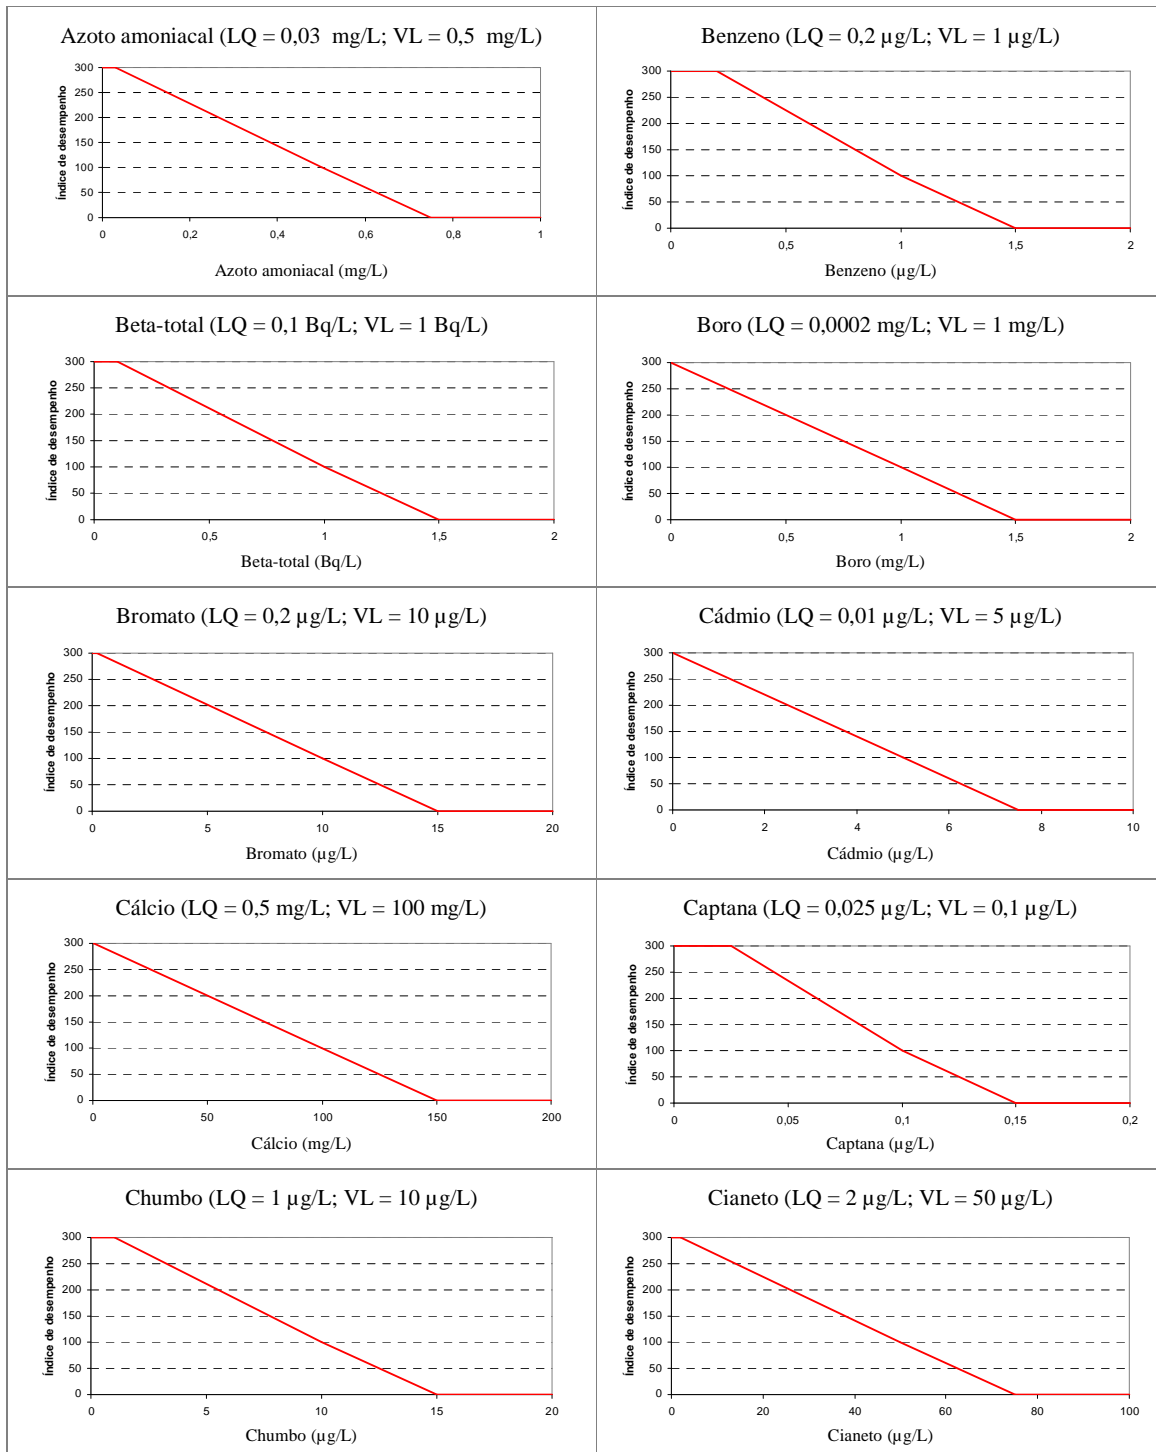 Azoto amoniacal (LQ = 0,03 mg/L; VL = 0,5 mg/L)
300
250
200
150
100
50
0
Índice de desempenho
0 0,2 0,4 0,6 0,8 1
Azoto amoniacal (mg/L)
Benzeno (LQ = 0,2 µg/L; VL = 1 µg/L)
300
250
200
150
100
50
0
Índice de desempenho
0 0,5 1 1,5 2
Benzeno (µg/L)
Beta-total (LQ = 0,1 Bq/L; VL = 1 Bq/L)
300
250
200
150
100
50
0
Índice de desempenho
0 0,5 1 1,5 2
Beta-total (Bq/L)
Boro (LQ = 0,0002 mg/L; VL = 1 mg/L)
300
250
200
150
100
50
0
Índice de desempenho
0 0,5 1 1,5 2
Boro (mg/L)
Bromato (LQ = 0,2 µg/L; VL = 10 µg/L)
300
250
200
150
100
50
0
Índice de desempenho
0 5 10 15 20
Bromato (µg/L)
Cádmio (LQ = 0,01 µg/L; VL = 5 µg/L)
300
250
200
150
100
50
0
Índice de desempenho
0 2 4 6 8 10
Cádmio (µg/L)
Cálcio (LQ = 0,5 mg/L; VL = 100 mg/L)
300
250
200
150
100
50
0
Índice de desempenho
0 50 100 150 200
Cálcio (mg/L)
Captana (LQ = 0,025 µg/L; VL = 0,1 µg/L)
300
250
200
150
100
50
0
Índice de desempenho
0 0,05 0,1 0,15 0,2
Captana (µg/L)
Chumbo (LQ = 1 µg/L; VL = 10 µg/L)
300
250
200
150
100
50
0
Índice de desempenho
0 5 10 15 20
Chumbo (µg/L)
Cianeto (LQ = 2 µg/L; VL = 50 µg/L)
300
250
200
150
100
50
0
Índice de desempenho
0 20 40 60 80 100
Cianeto (µg/L)